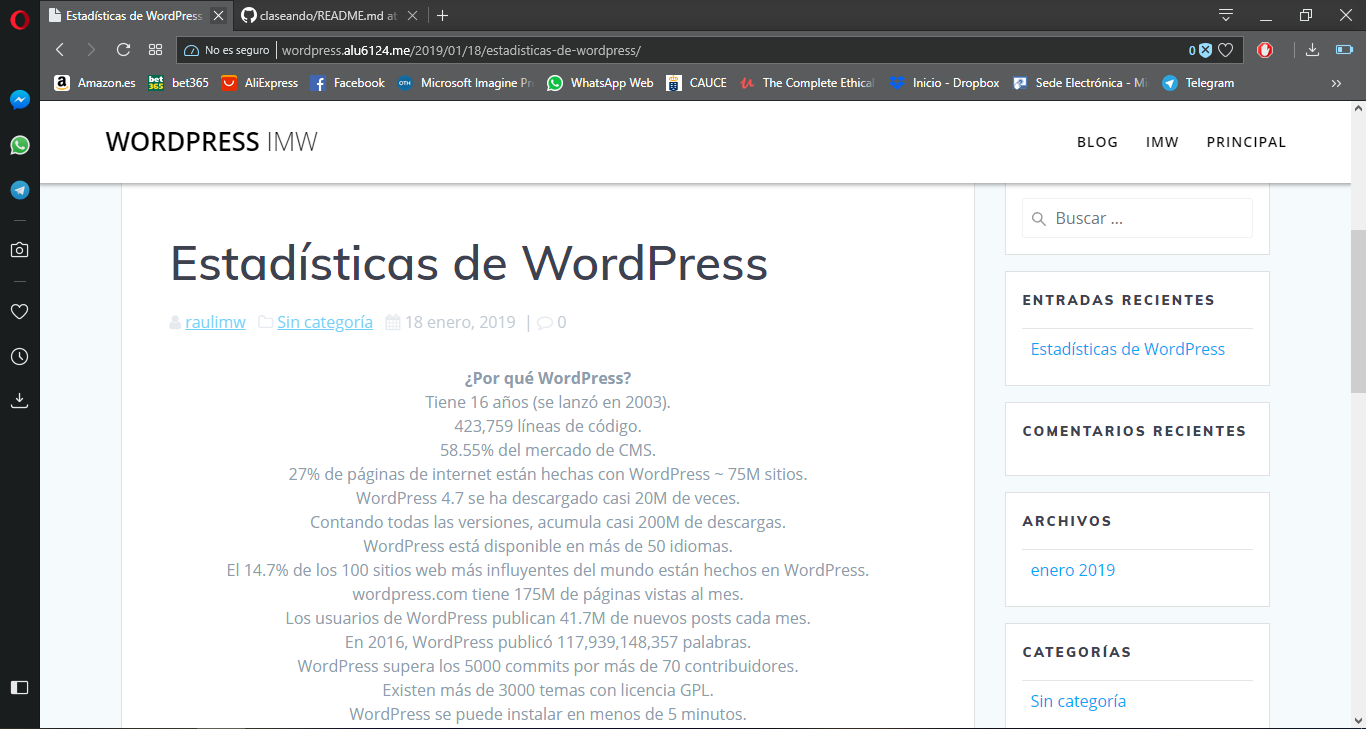 Estadísticas de WordPress
claseando/README.md at
No es seguro
wordpress.alu6124.me/2019/01/18/estadisticas-de-wordpress/
0
a Amazon.es
bet365 bet365
AliExpress
f Facebook
OTH Microsoft Imagine Pr
WhatsApp Web
CAUCE
The Complete Ethical
Inicio - Dropbox
Sede Electrónica - Mi
Telegram
WORDPRESS IMW
BLOG IMW PRINCIPAL
Estadísticas de WordPress
raulimw Sin categoría 18 enero, 2019 | 0
¿Por qué WordPress?
Tiene 16 años (se lanzó en 2003).
423,759 líneas de código.
58.55% del mercado de CMS.
27% de páginas de internet están hechas con WordPress ~ 75M sitios.
WordPress 4.7 se ha descargado casi 20M de veces.
Contando todas las versiones, acumula casi 200M de descargas.
WordPress está disponible en más de 50 idiomas.
El 14.7% de los 100 sitios web más influyentes del mundo están hechos en WordPress.
wordpress.com tiene 175M de páginas vistas al mes.
Los usuarios de WordPress publican 41.7M de nuevos posts cada mes.
En 2016, WordPress publicó 117,939,148,357 palabras.
WordPress supera los 5000 commits por más de 70 contribuidores.
Existen más de 3000 temas con licencia GPL.
WordPress se puede instalar en menos de 5 minutos.
Buscar ...
ENTRADAS RECIENTES
Estadísticas de WordPress
COMENTARIOS RECIENTES
ARCHIVOS
enero 2019
CATEGORÍAS
Sin categoría